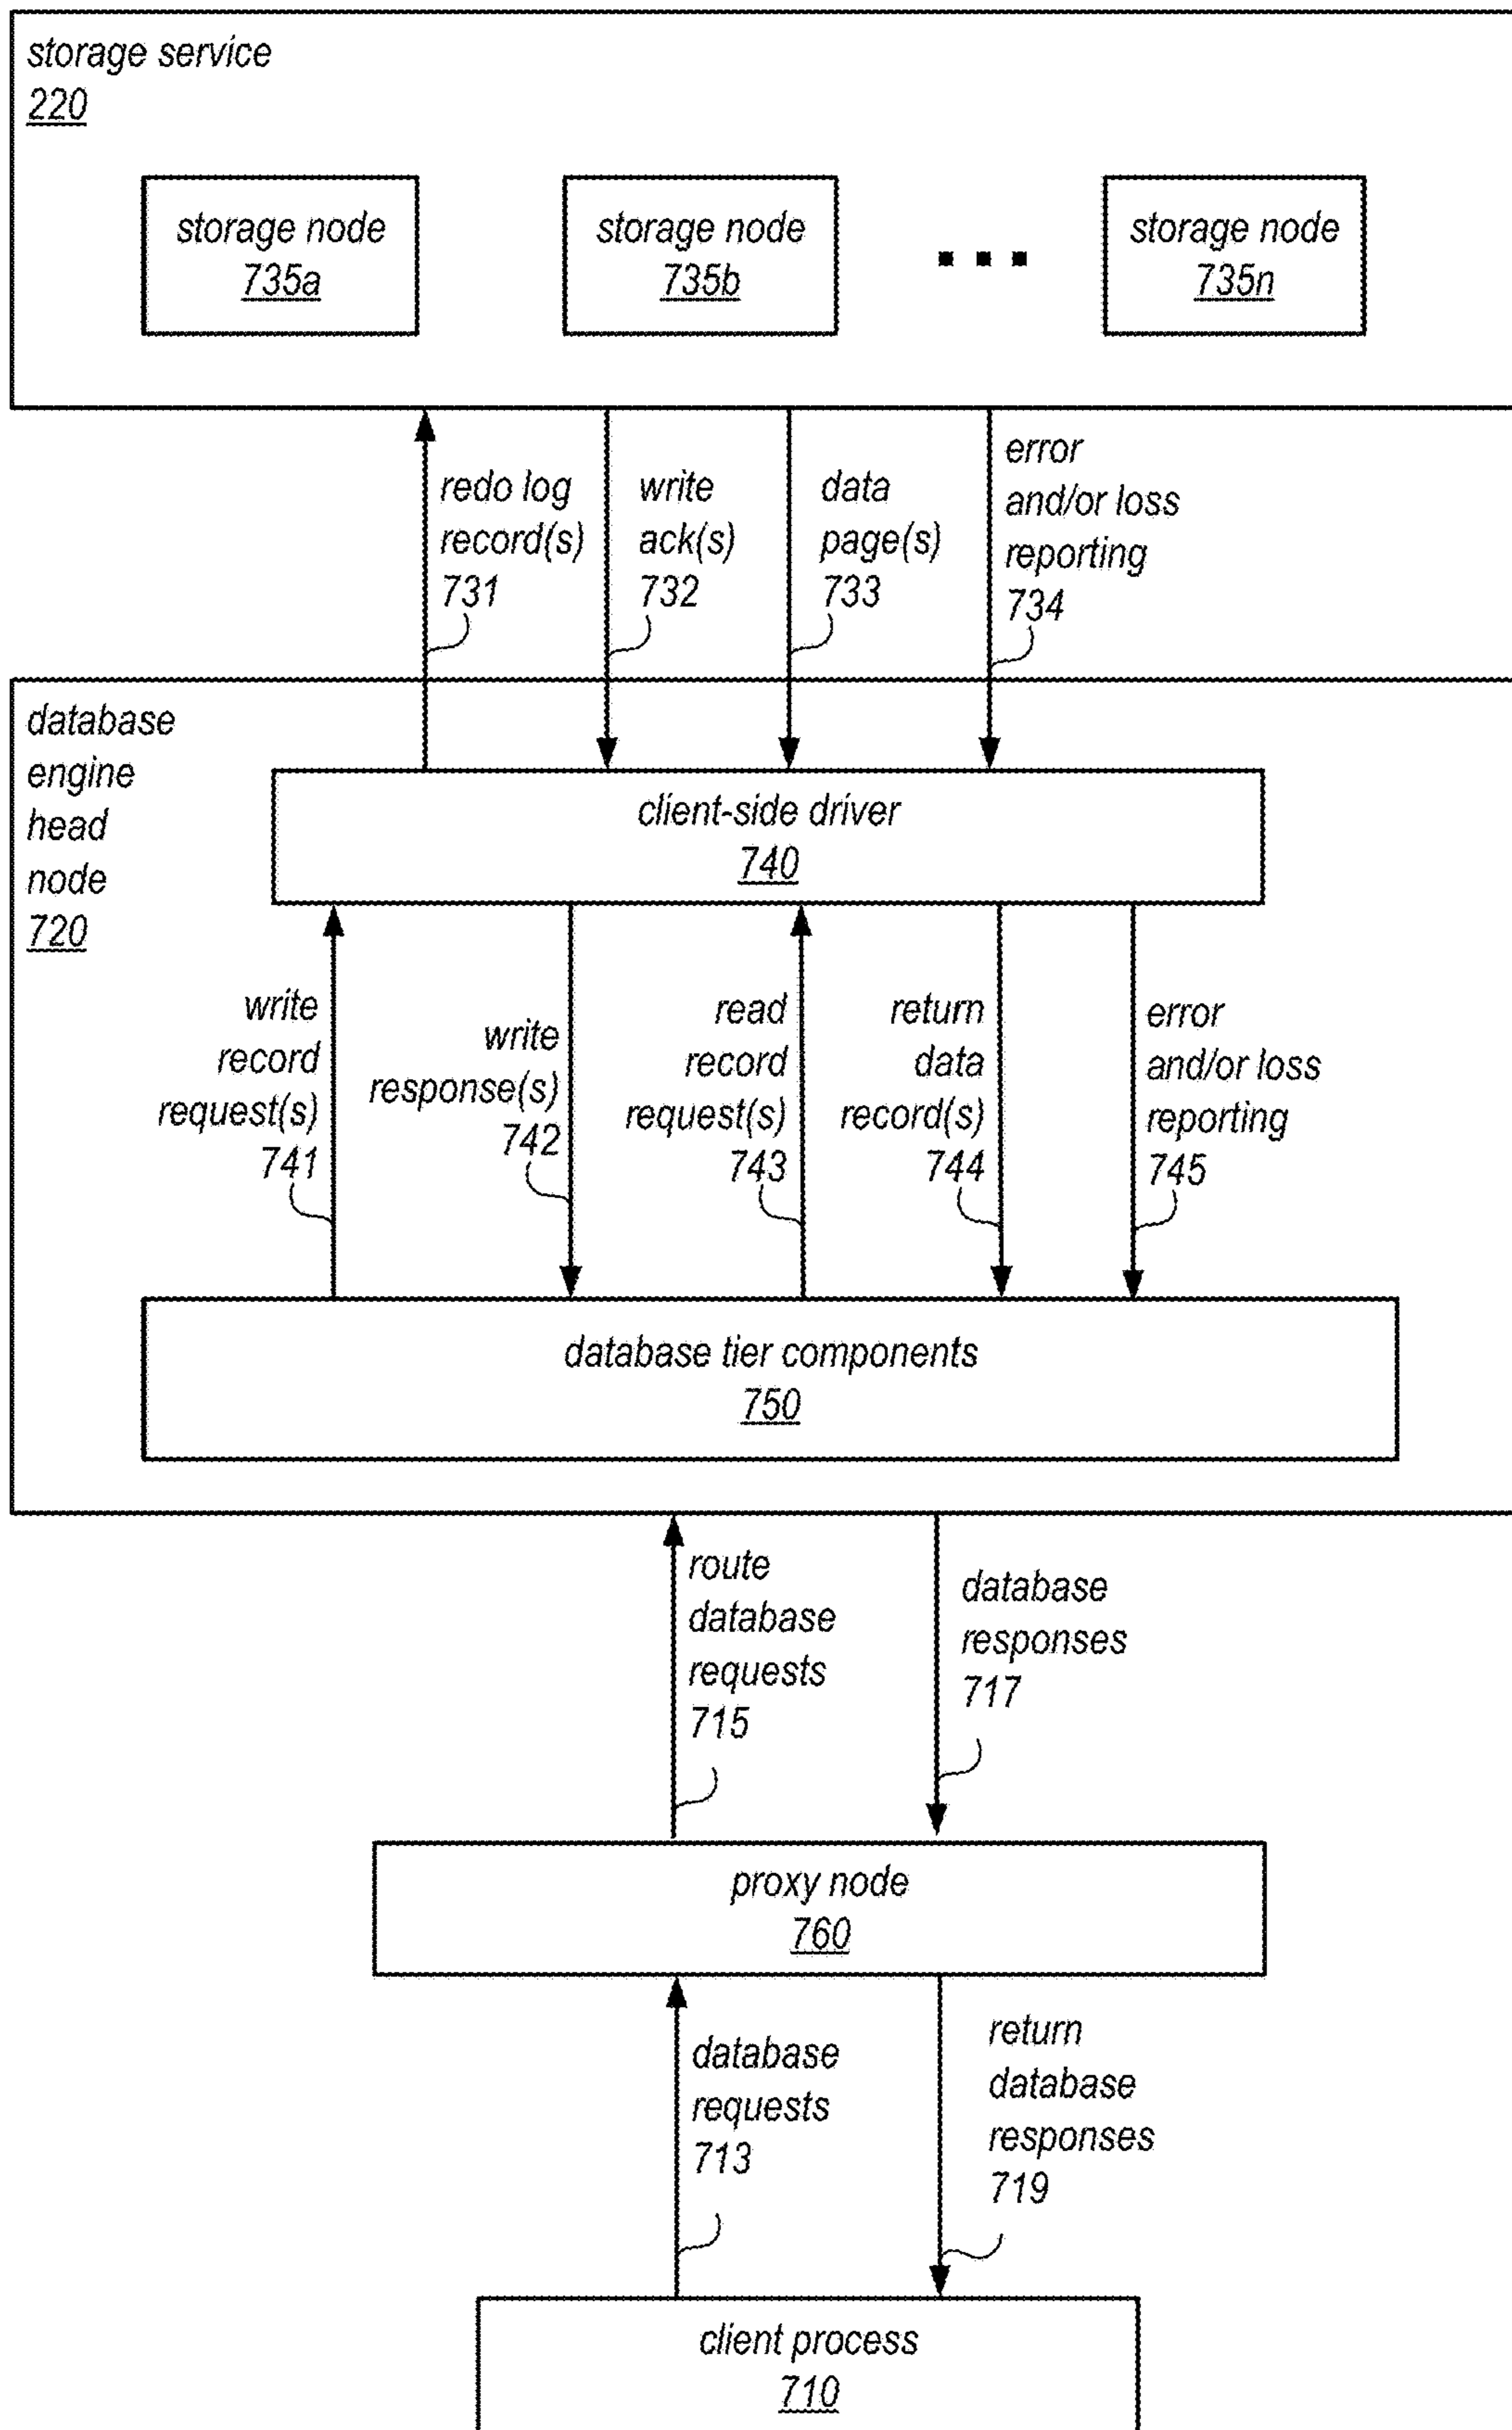 storage service
220
storage node
735a
storage node
735b
storage node
735n
redo log
record(s)
731
write
ack(s)
732
data
page(s)
733
error
and/or loss
reporting
734
database
engine
head
node
720
client-side driver
740
write
record
request(s)
741
write
response(s)
742
read
record
request(s)
743
return
data
record(s)
744
error
and/or loss
reporting
745
database tier components
750
route
database
requests
715
database
responses
717
proxy node
760
database
requests
713
return
database
responses
719
client process
710